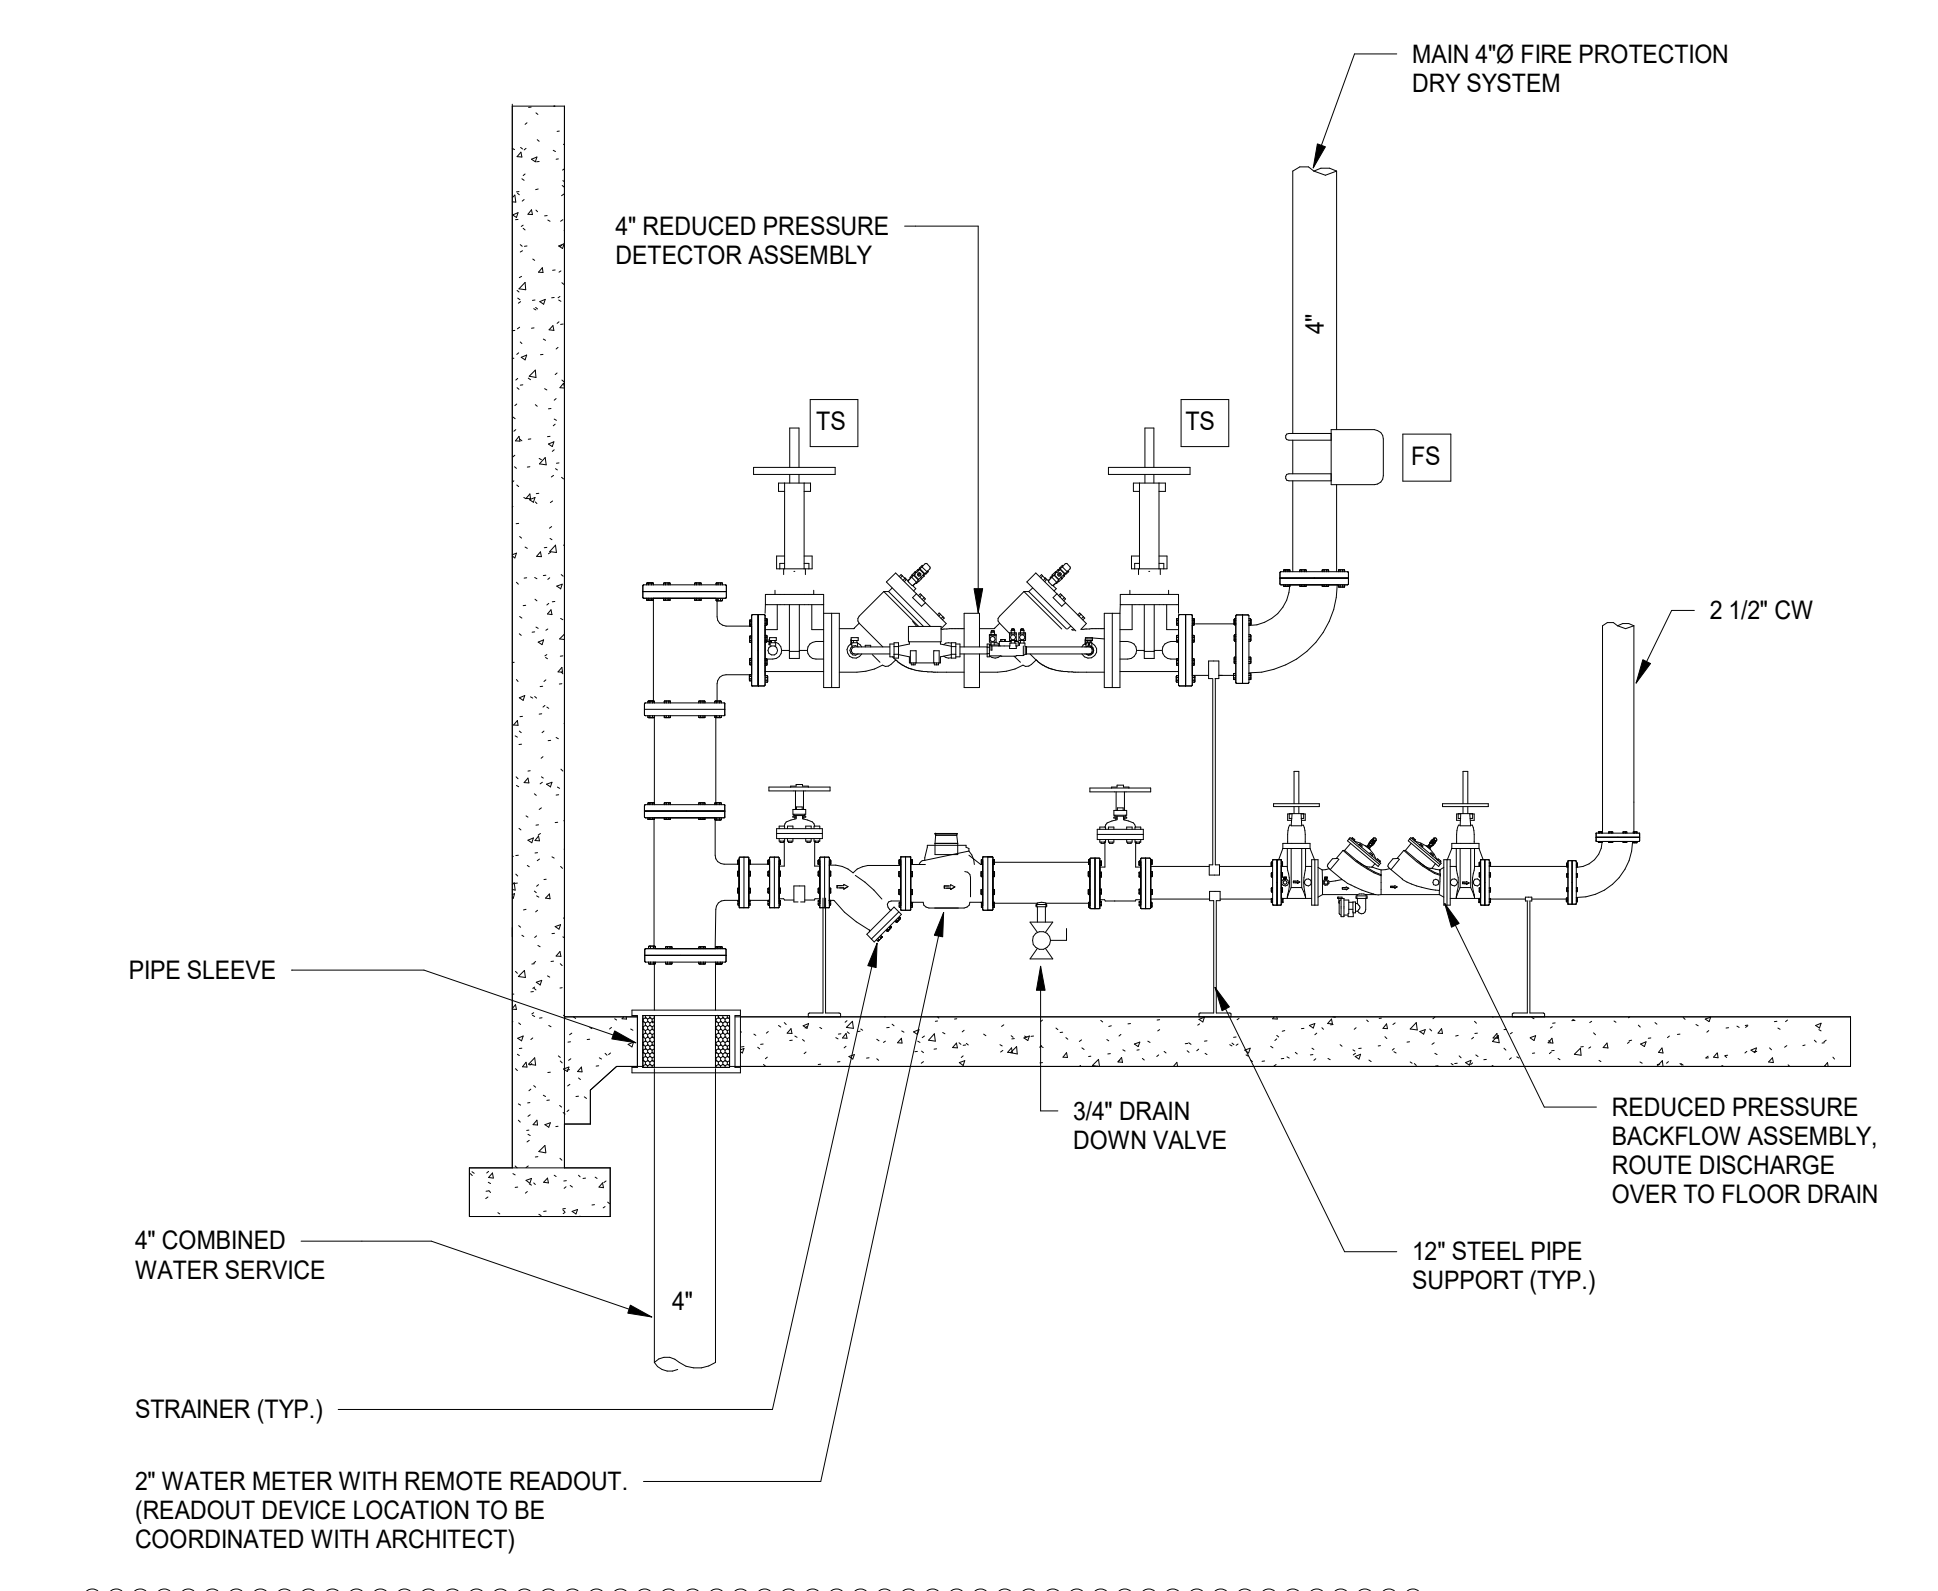 MAIN 4"Ø FIRE PROTECTION
DRY SYSTEM
4" REDUCED PRESSURE
DETECTOR ASSEMBLY
4"
TS
TS
FS
2 1/2" CW
PIPE SLEEVE
3/4" DRAIN
DOWN VALVE
REDUCED PRESSURE
BACKFLOW ASSEMBLY,
ROUTE DISCHARGE
OVER TO FLOOR DRAIN
4" COMBINED
WATER SERVICE
12" STEEL PIPE
SUPPORT (TYP.)
4"
STRAINER (TYP.)
2" WATER METER WITH REMOTE READOUT.
(READOUT DEVICE LOCATION TO BE
COORDINATED WITH ARCHITECT)